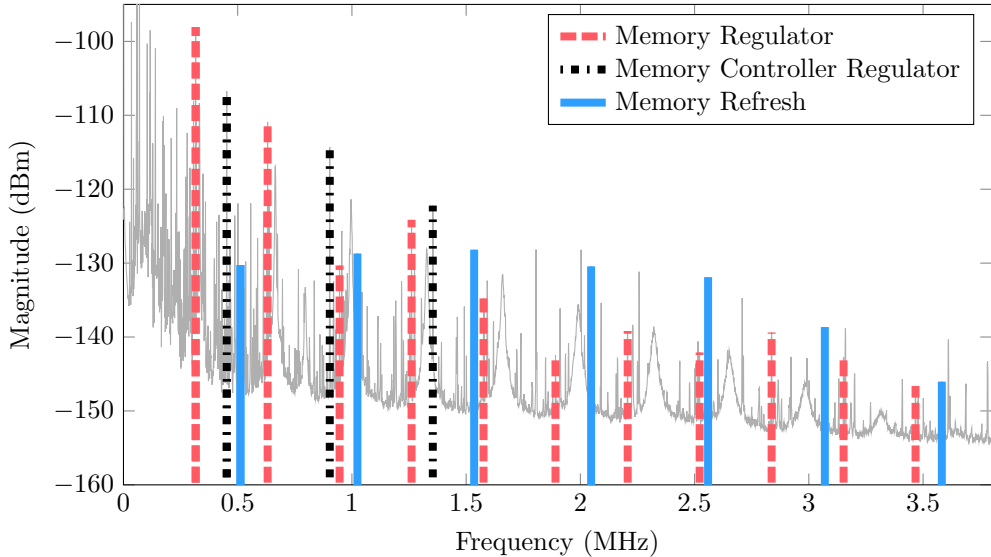 Memory Regulator
Memory Controller Regulator
Memory Refresh
−100
−110
−120
−130
−140
−150
−160
Magnitude (dBm)
0 0.5 1 1.5 2 2.5 3 3.5
Frequency (MHz)